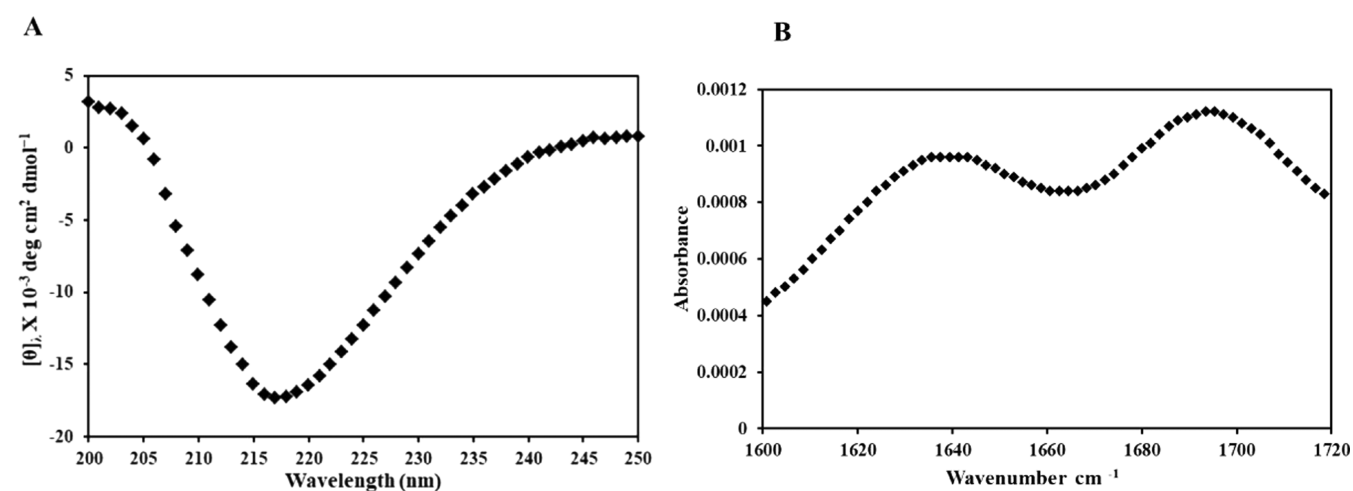 A
B
5
0
-5
-10
-15
-20
[θ]λ X 10⁻³ deg cm² dmol⁻¹
200 205 210 215 220 225 230 235 240 245 250
Wavelength (nm)
0.0012
0.001
0.0008
0.0006
0.0004
0.0002
0
Absorbance
1600 1620 1640 1660 1680 1700 1720
Wavenumber cm ⁻¹